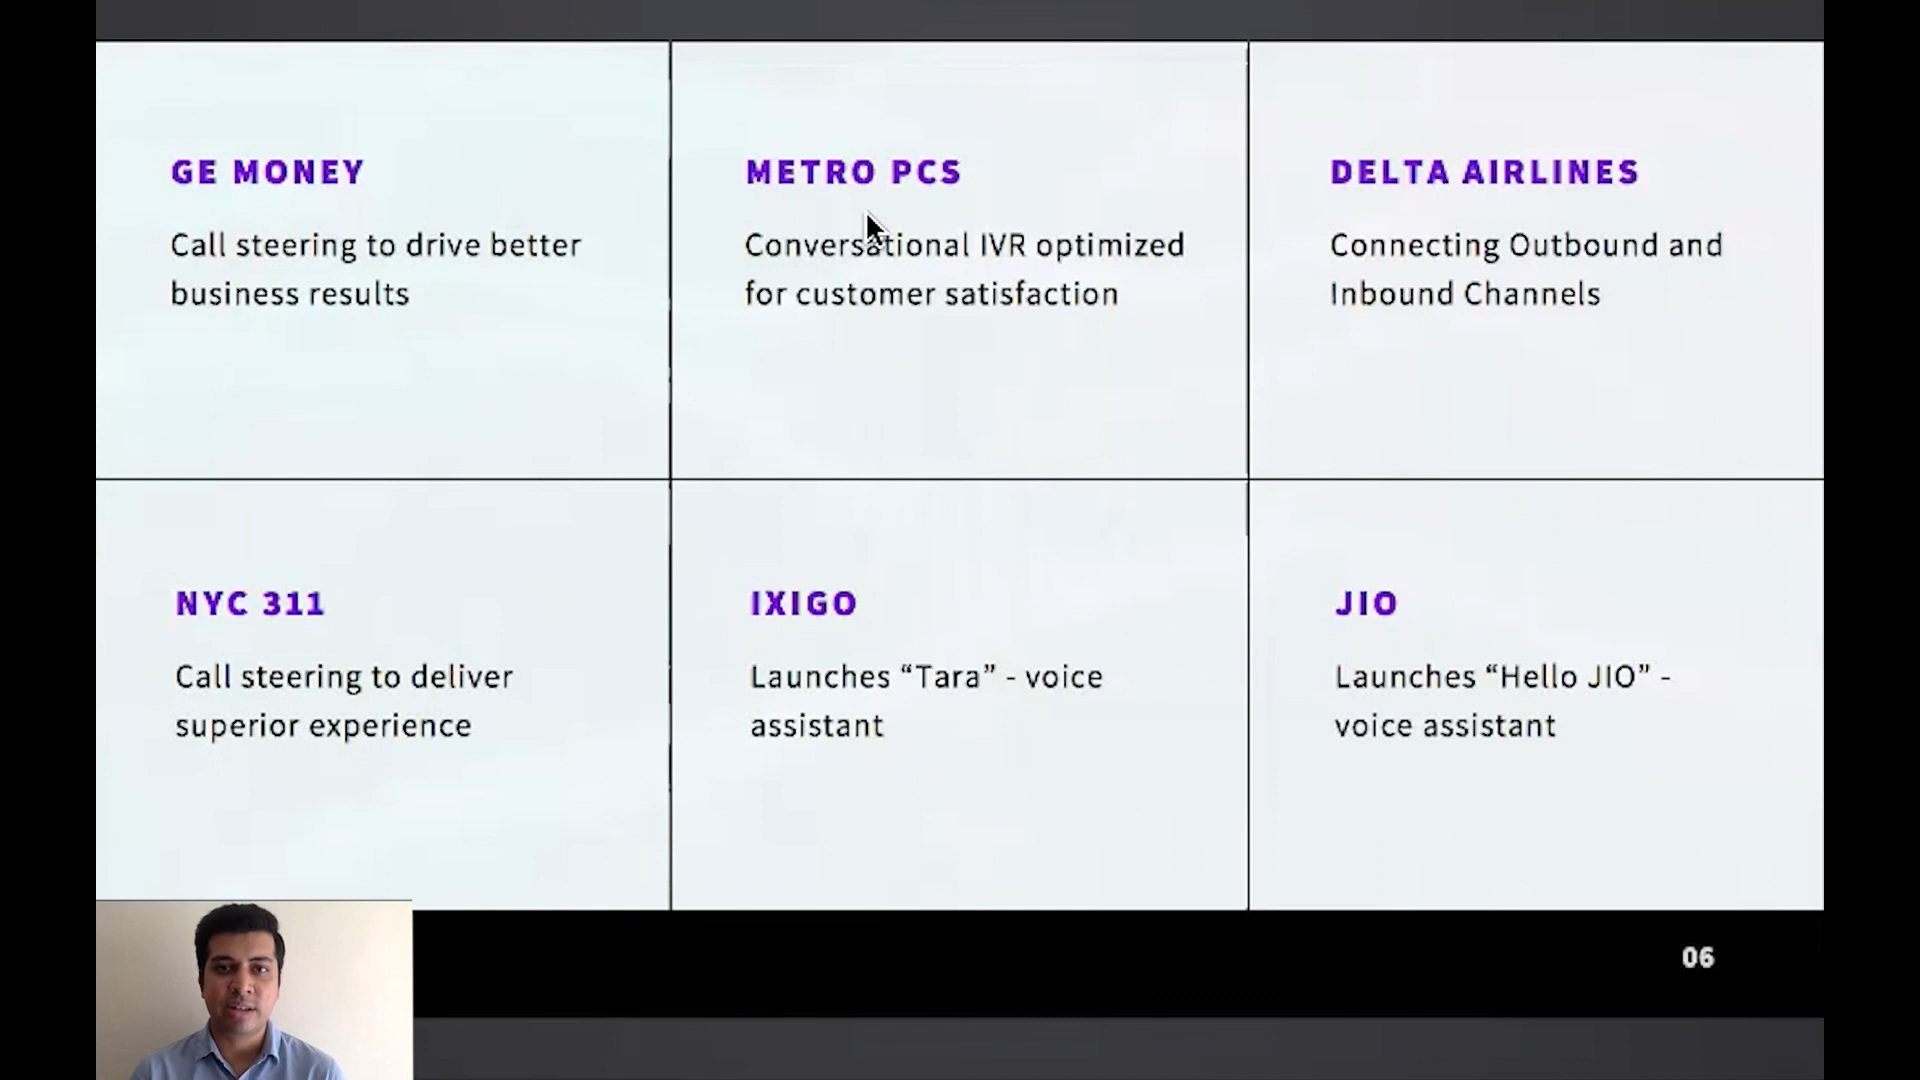 GE MONEY
Call steering to drive better
business results
METRO PCS
Conversational IVR optimized
for customer satisfaction
DELTA AIRLINES
Connecting Outbound and
Inbound Channels
NYC 311
Call steering to deliver
superior experience
IXIGO
Launches “Tara” - voice
assistant
JIO
Launches “Hello JIO” -
voice assistant
06